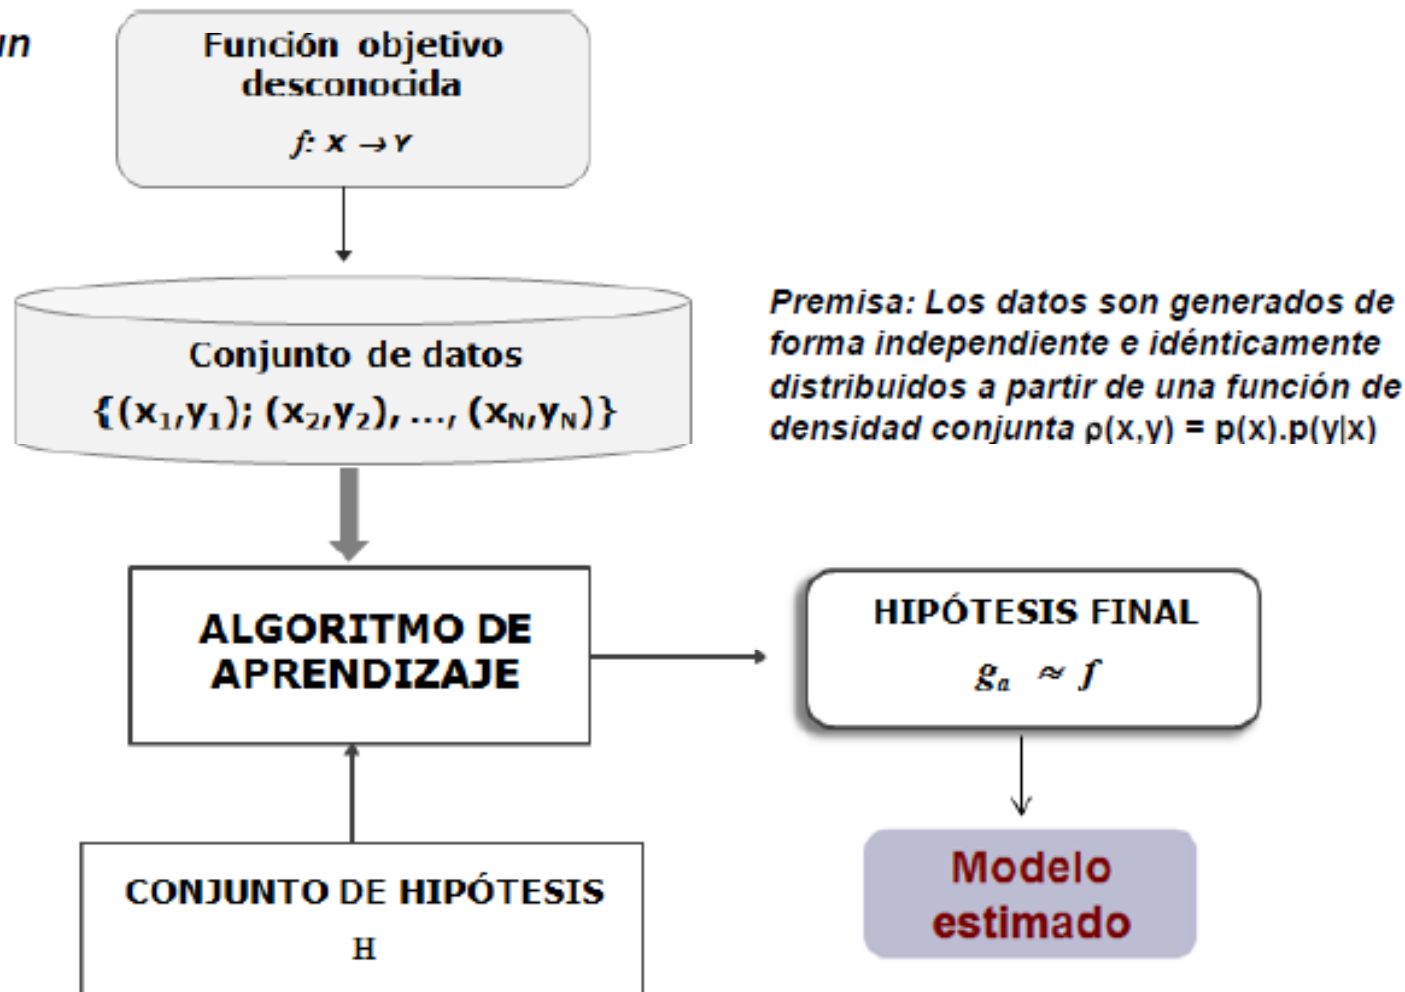 Función objetivo
desconocida
f: X → Y
Conjunto de datos
{(x₁,y₁); (x₂,y₂), ..., (x_N,y_N)}
Premisa: Los datos son generados de
forma independiente e idénticamente
distribuidos a partir de una función de
densidad conjunta ρ(x,y) = p(x).p(y|x)
ALGORITMO DE
APRENDIZAJE
HIPÓTESIS FINAL
gₐ ≈ f
CONJUNTO DE HIPÓTESIS
H
Modelo
estimado